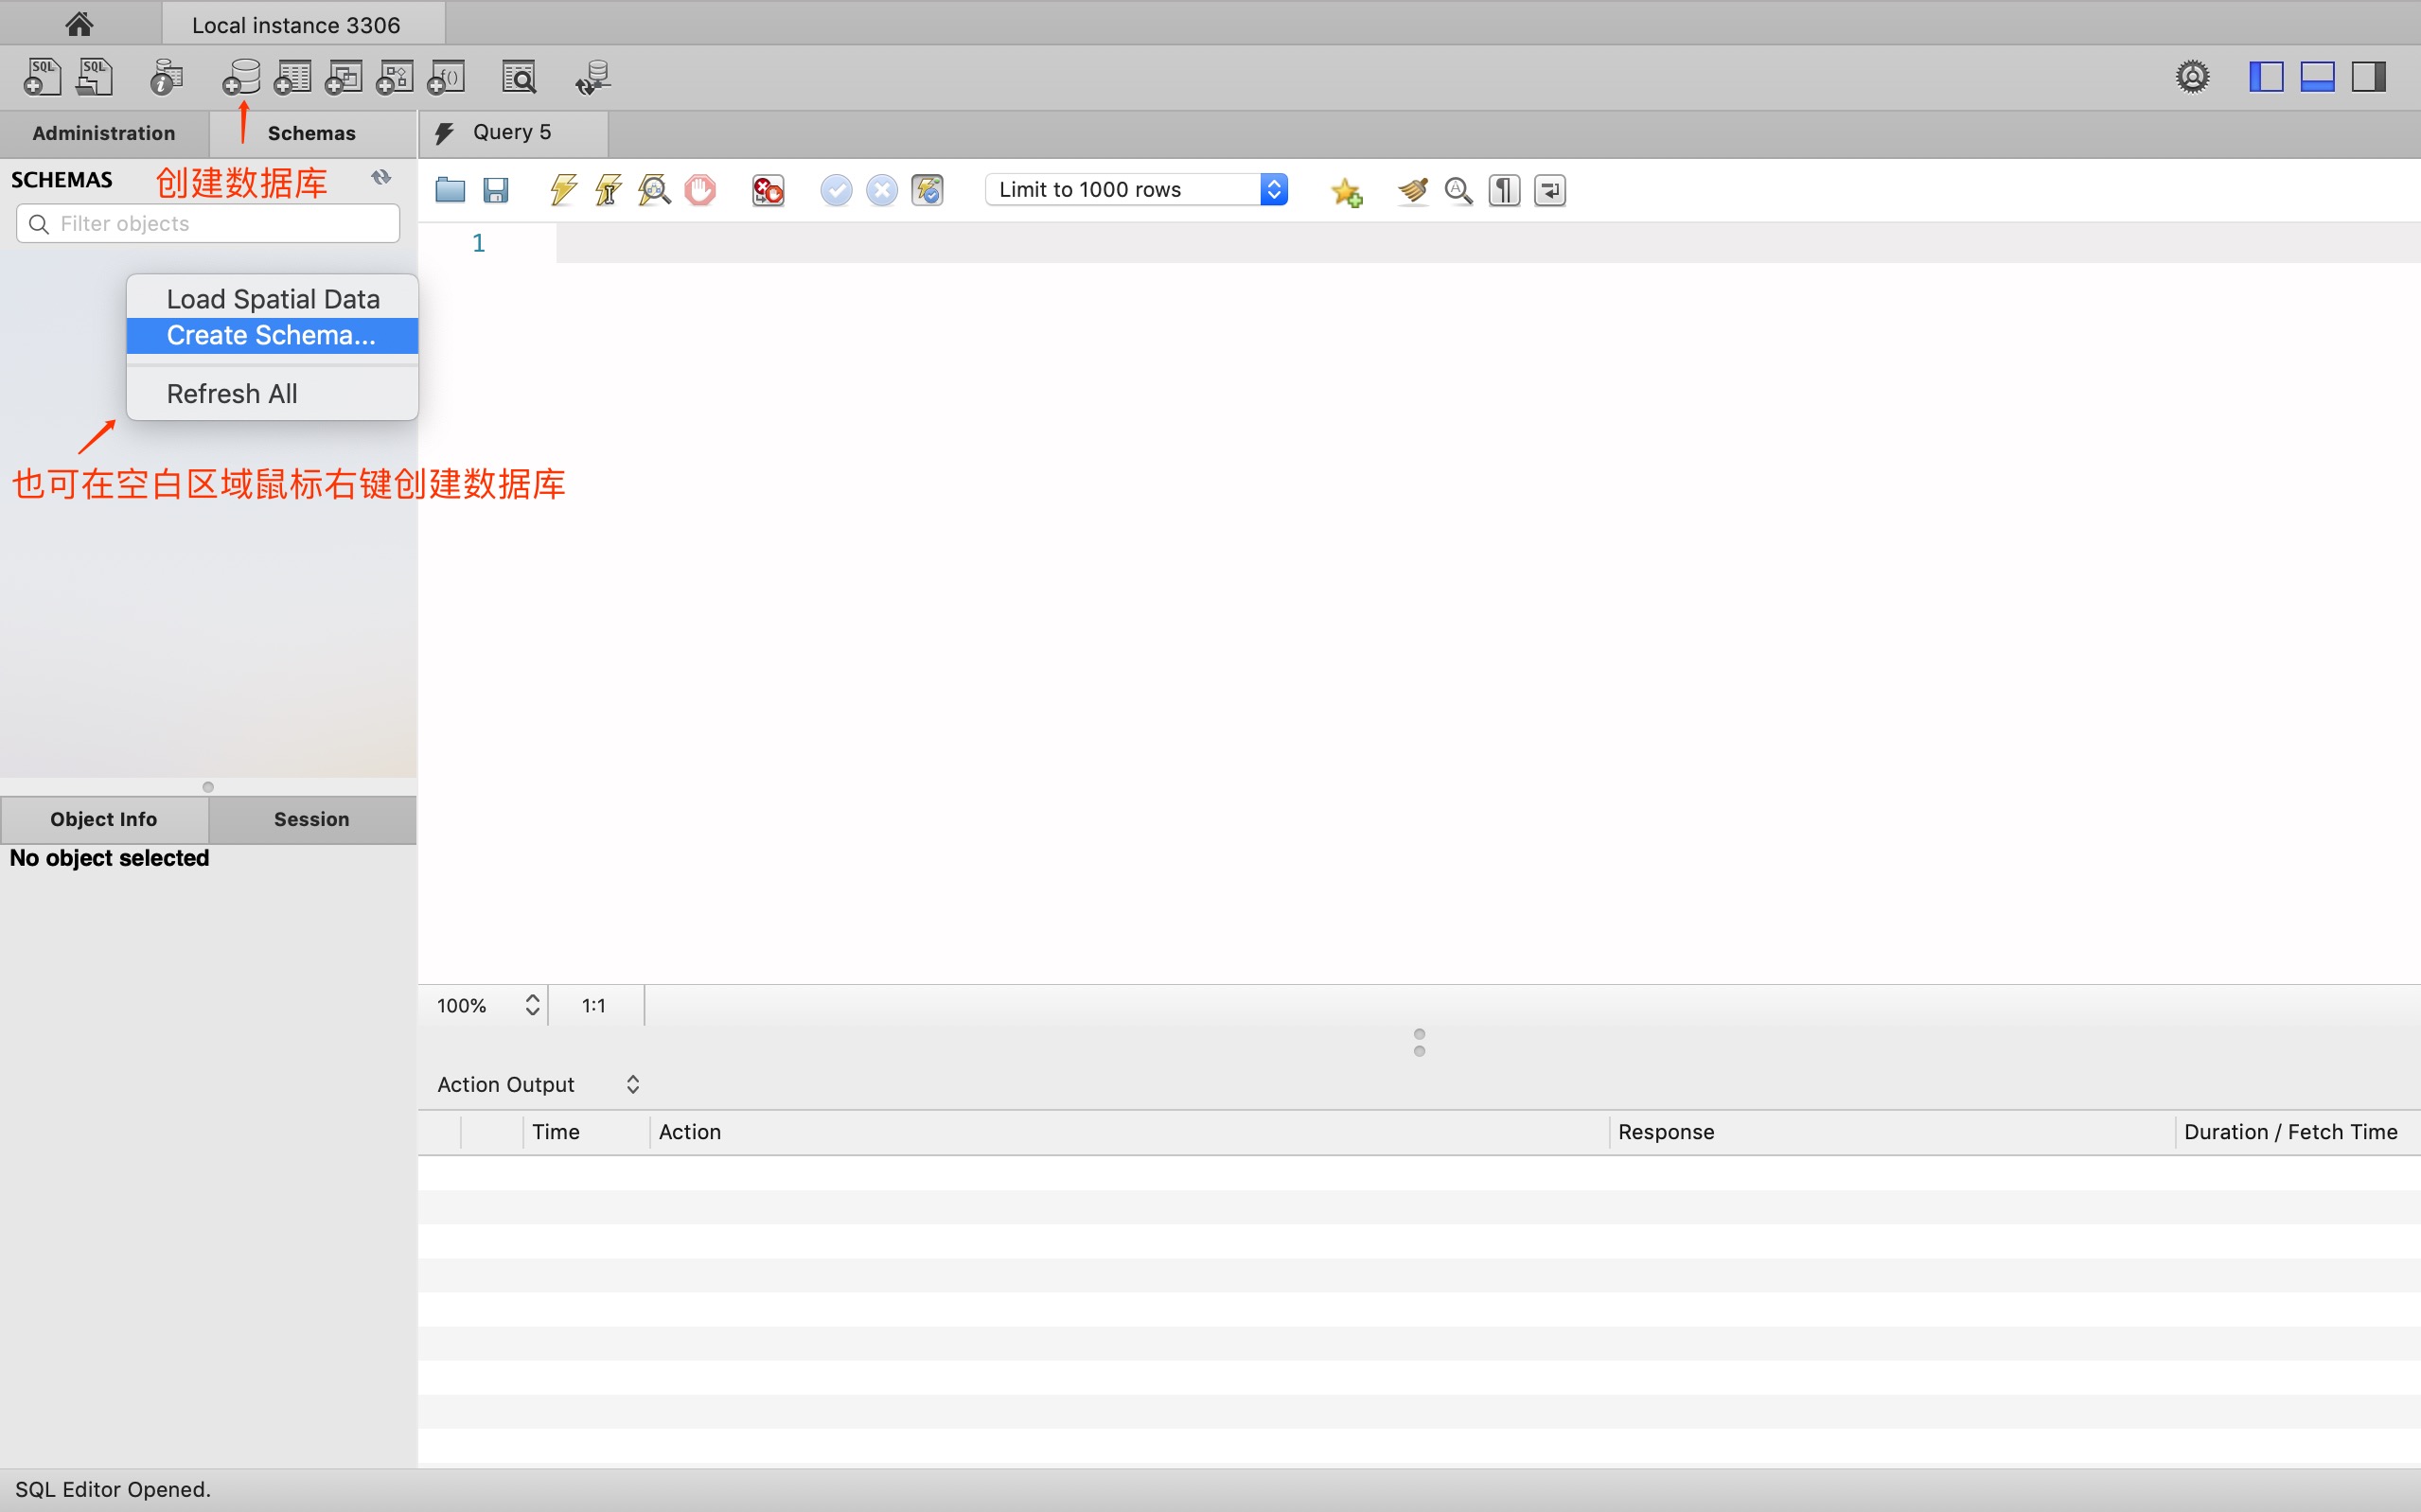 Local instance 3306
SQL
SQL
Administration
Schemas
Query 5
SCHEMAS
创建数据库
Filter objects
Limit to 1000 rows
1
Load Spatial Data
Create Schema...
Refresh All
也可在空白区域鼠标右键创建数据库
Object Info
Session
No object selected
100%
1:1
Action Output
Time
Action
Response
Duration / Fetch Time
SQL Editor Opened.